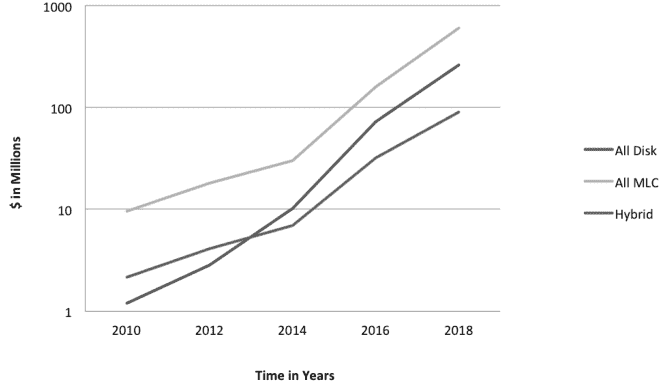 1000
100
10
1
$ in Millions
2010 2012 2014 2016 2018
Time in Years
All Disk
All MLC
Hybrid